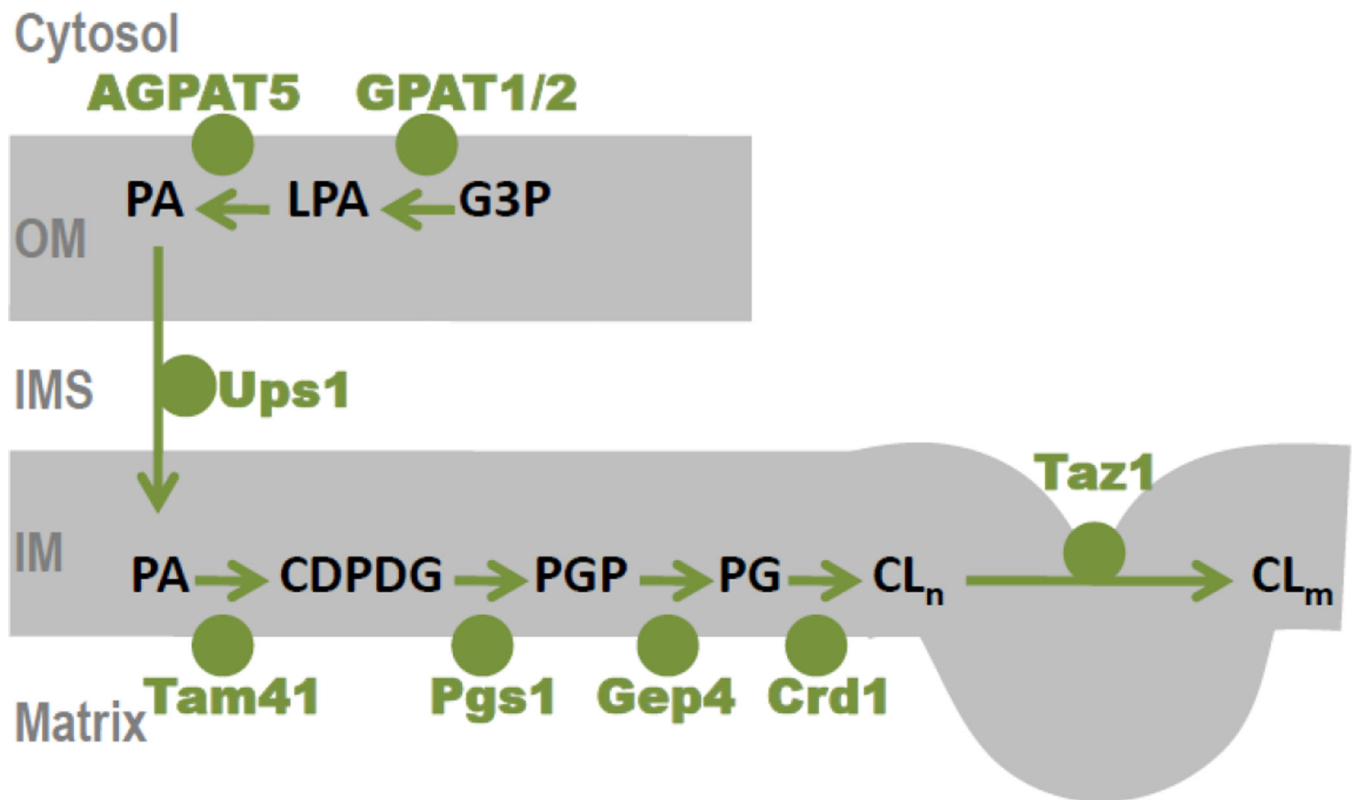 Cytosol
AGPAT5 GPAT1/2
PA LPA G3P
OM
IMS Ups1
Taz1
IM
PA CDPDG PGP PG CLn CLm
Tam41 Pgs1 Gep4 Crd1
Matrix